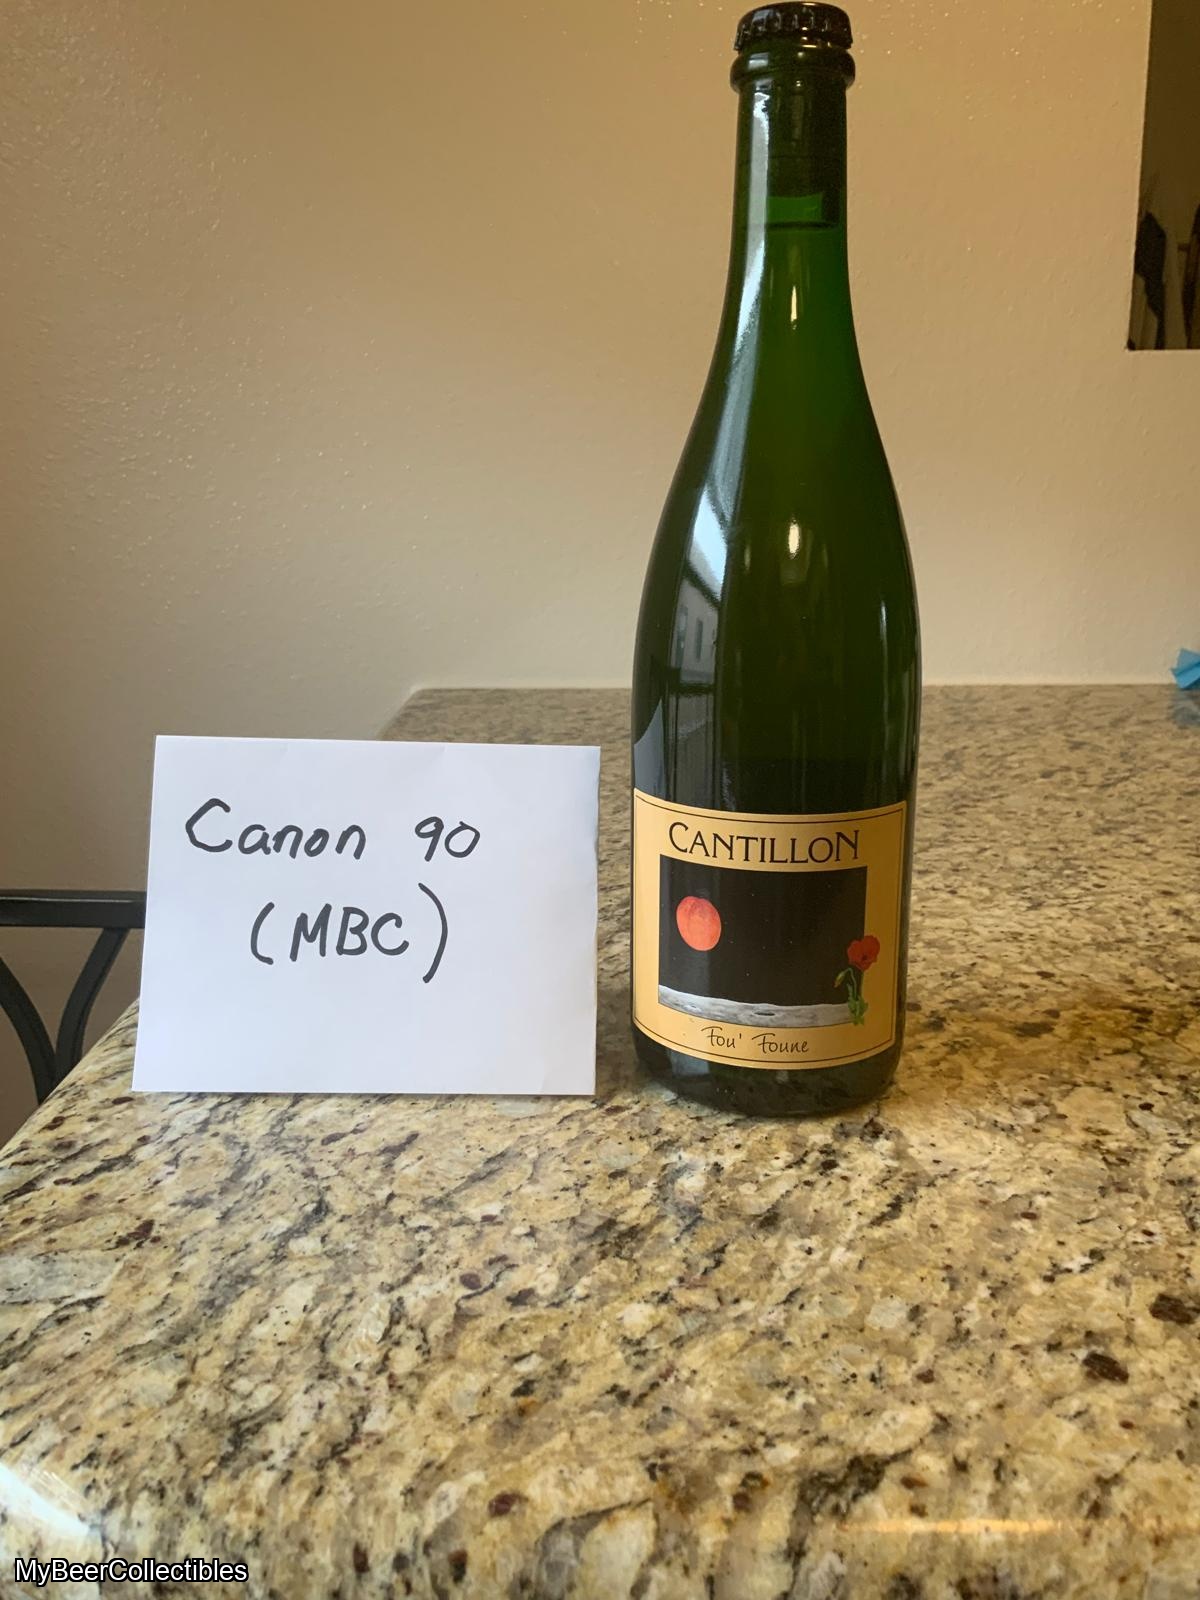 Canon 90
(MBC)
CANTILLON
Fou' Foune
MyBeerCollectibles